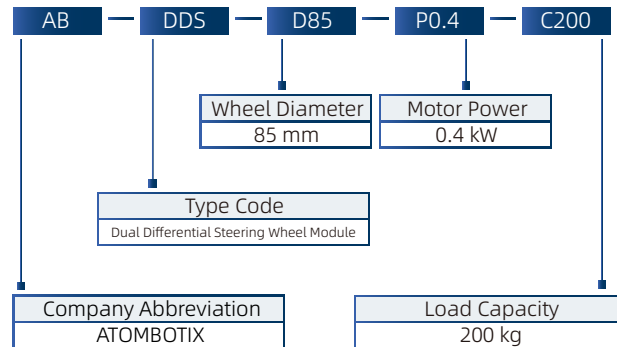 AB — DDS — D85 — P0.4 — C200
Wheel Diameter
85 mm
Motor Power
0.4 kW
Type Code
Dual Differential Steering Wheel Module
Company Abbreviation
ATOMBOTIX
Load Capacity
200 kg